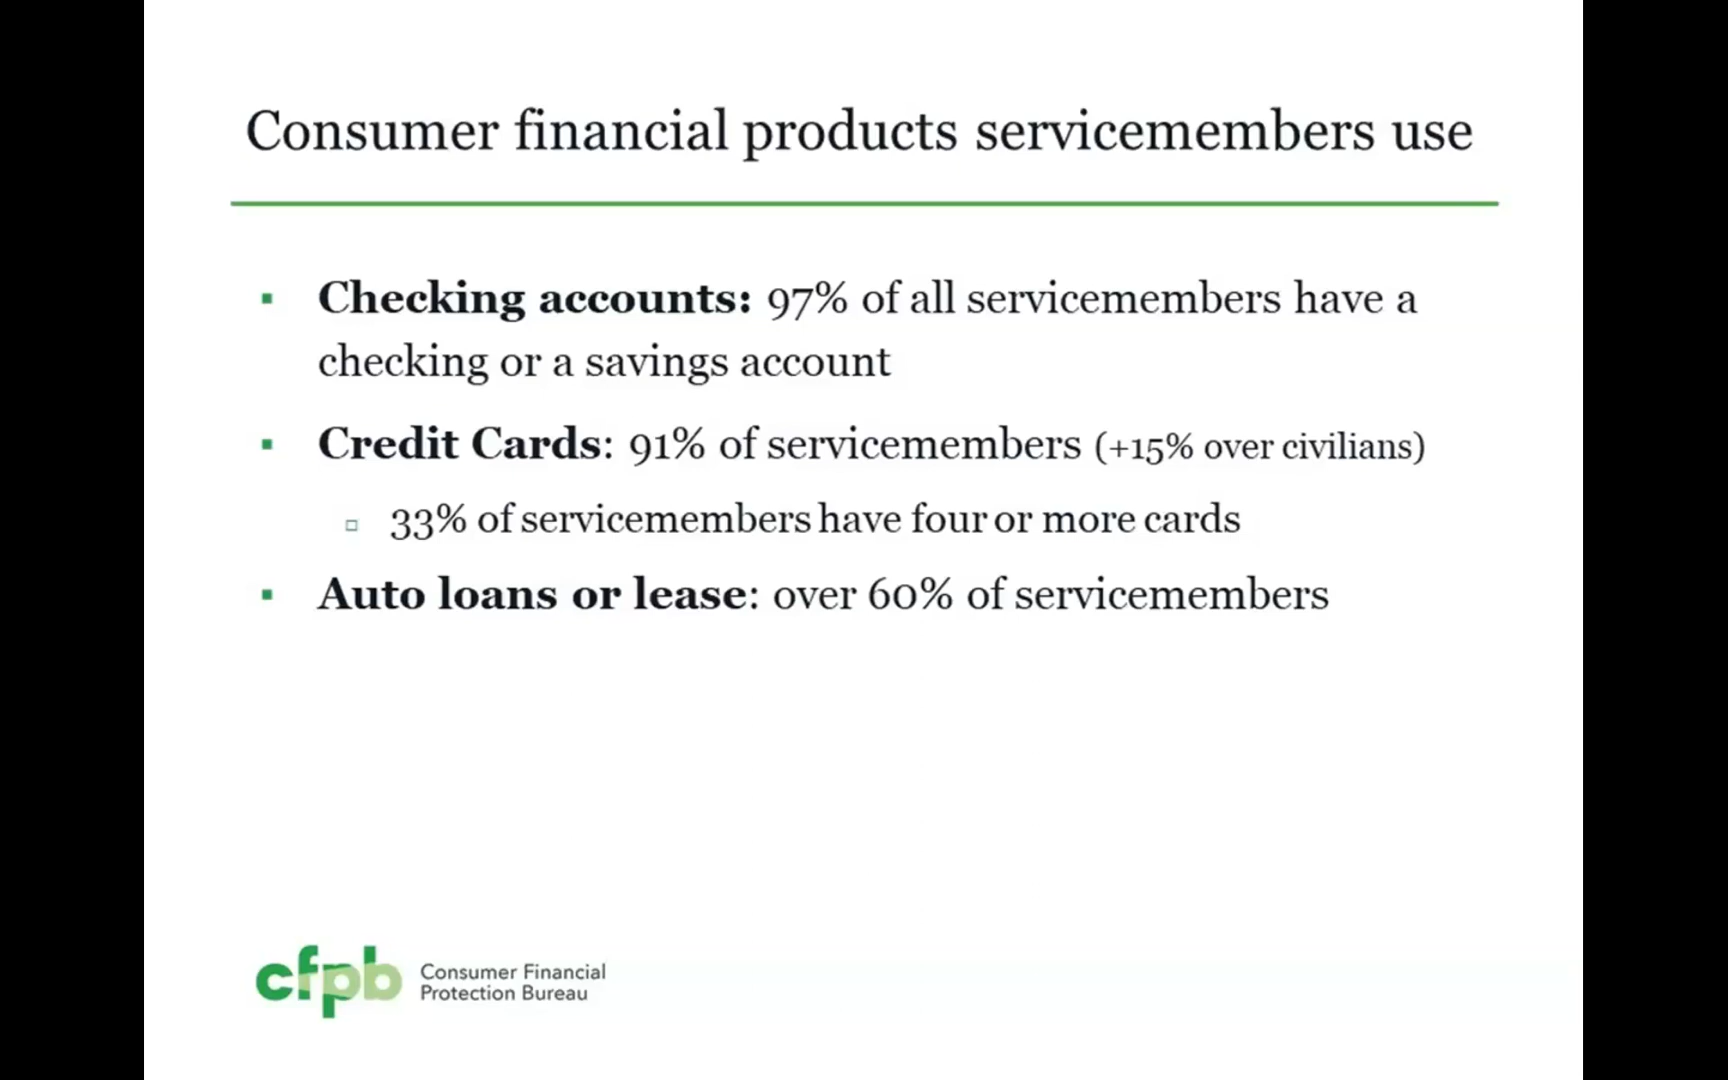 Consumer financial products servicemembers use
▪ Checking accounts: 97% of all servicemembers have a
checking or a savings account
▪ Credit Cards: 91% of servicemembers (+15% over civilians)
▫ 33% of servicemembers have four or more cards
▪ Auto loans or lease: over 60% of servicemembers
cfpb
Consumer Financial
Protection Bureau